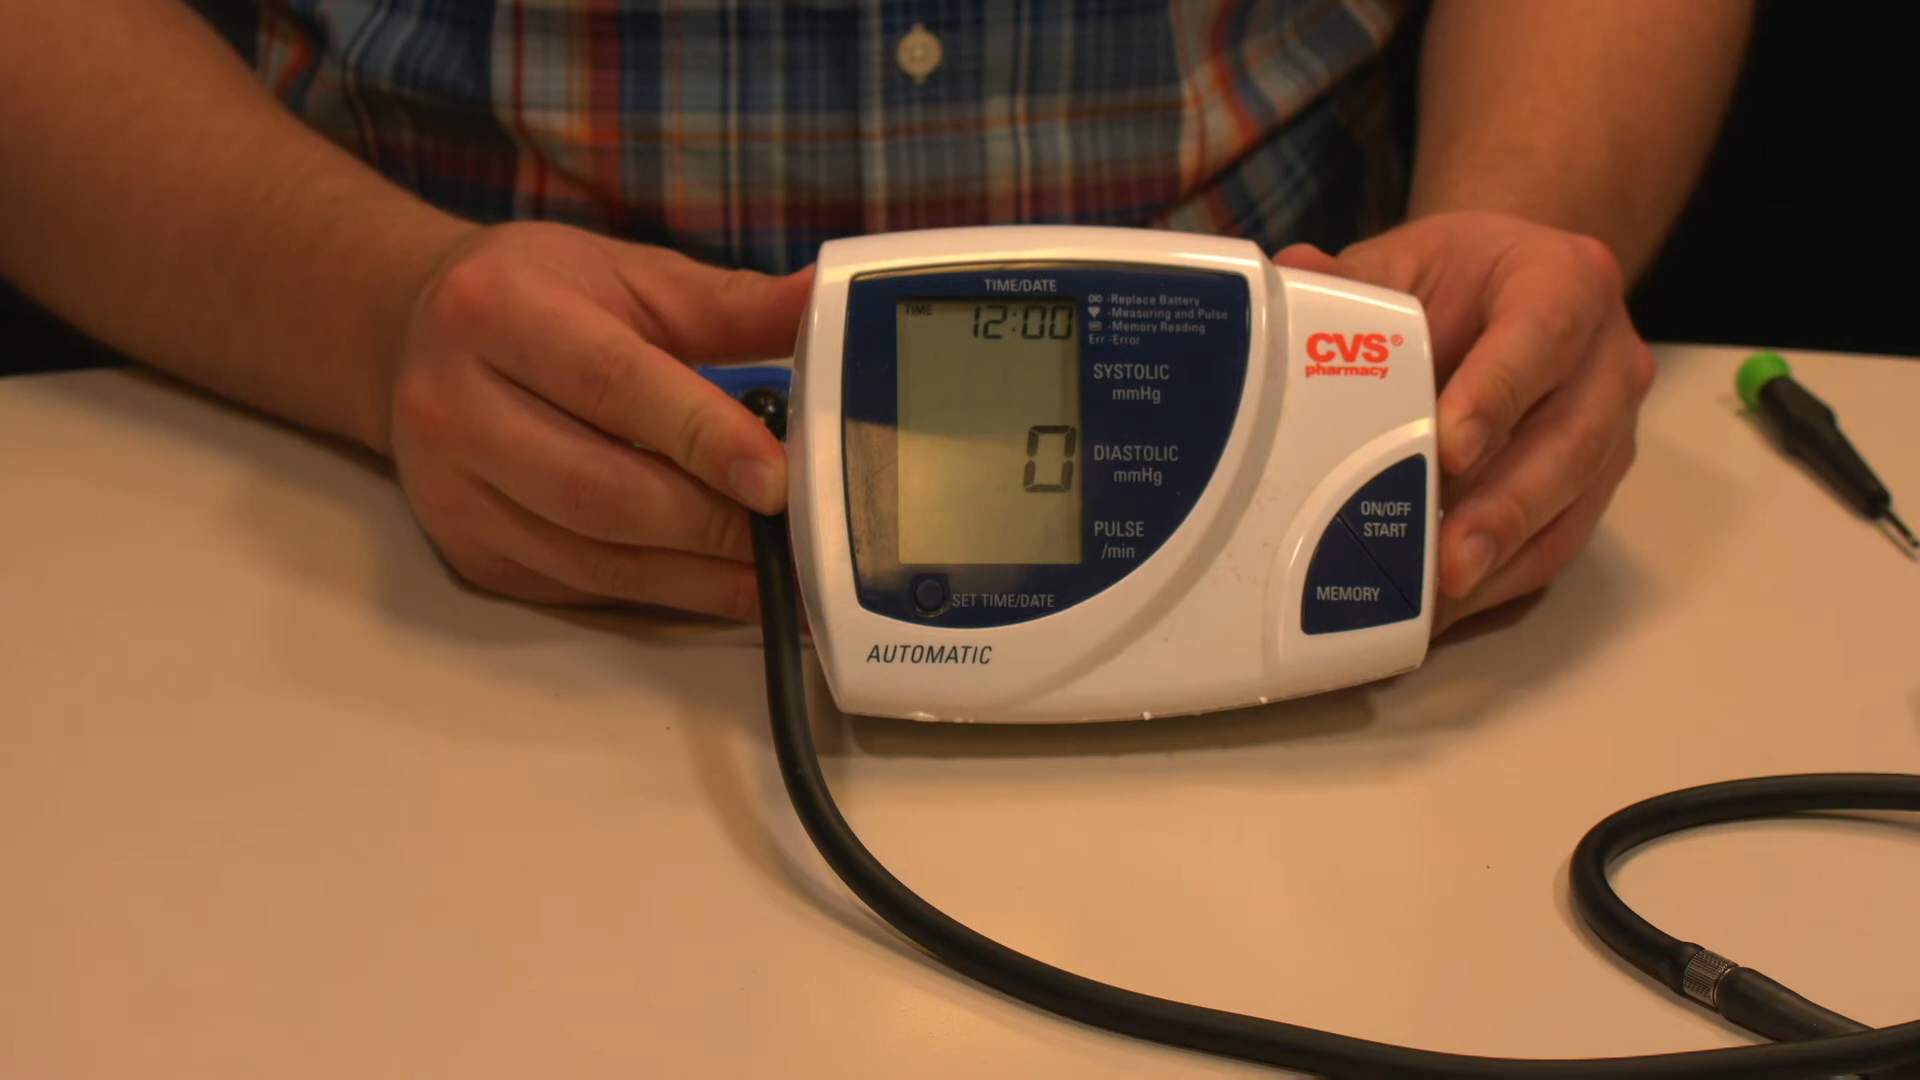 TIME/DATE
TIME 12:00
-Replace Battery
-Measuring and Pulse
-Memory Reading
Err -Error
SYSTOLIC
mmHg
0
DIASTOLIC
mmHg
PULSE
/min
SET TIME/DATE
AUTOMATIC
CVS®
pharmacy
ON/OFF
START
MEMORY